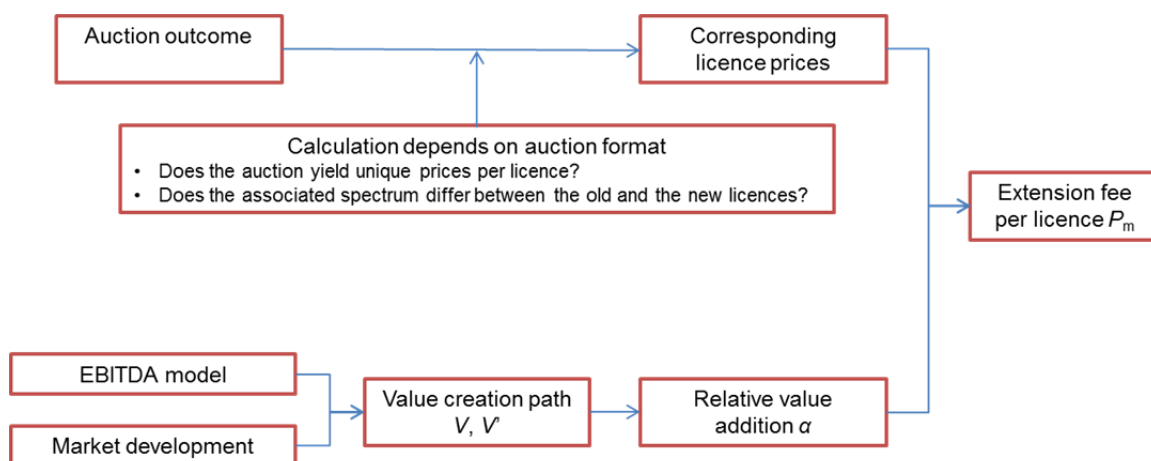 Auction outcome
Corresponding
licence prices
Calculation depends on auction format
• Does the auction yield unique prices per licence?
• Does the associated spectrum differ between the old and the new licences?
Extension fee
per licence Pm
EBITDA model
Market development
Value creation path
V, V'
Relative value
addition α